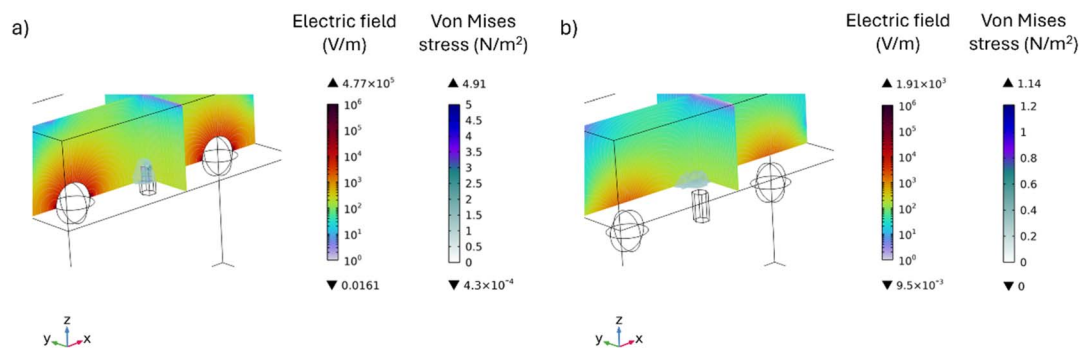 a)
Electric field
(V/m)
Von Mises
stress (N/m²)
▲ 4.77×10⁵
▲ 4.91
10⁶
10⁵
10⁴
10³
10²
10¹
10⁰
5
4.5
4
3.5
3
2.5
2
1.5
1
0.5
0
▼ 0.0161
▼ 4.3×10⁻⁴
z
y
x
b)
Electric field
(V/m)
Von Mises
stress (N/m²)
▲ 1.91×10³
▲ 1.14
10⁶
10⁵
10⁴
10³
10²
10¹
10⁰
1.2
1
0.8
0.6
0.4
0.2
0
▼ 9.5×10⁻³
▼ 0
z
y
x